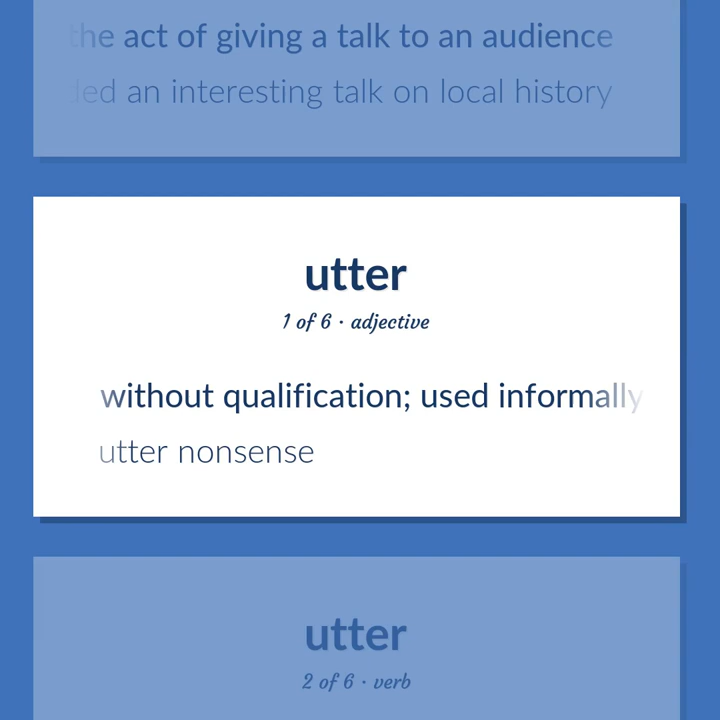 the act of giving a talk to an audience
an interesting talk on local history
utter
1 of 6 · adjective
without qualification; used informally
utter nonsense
utter
2 of 6 · verb